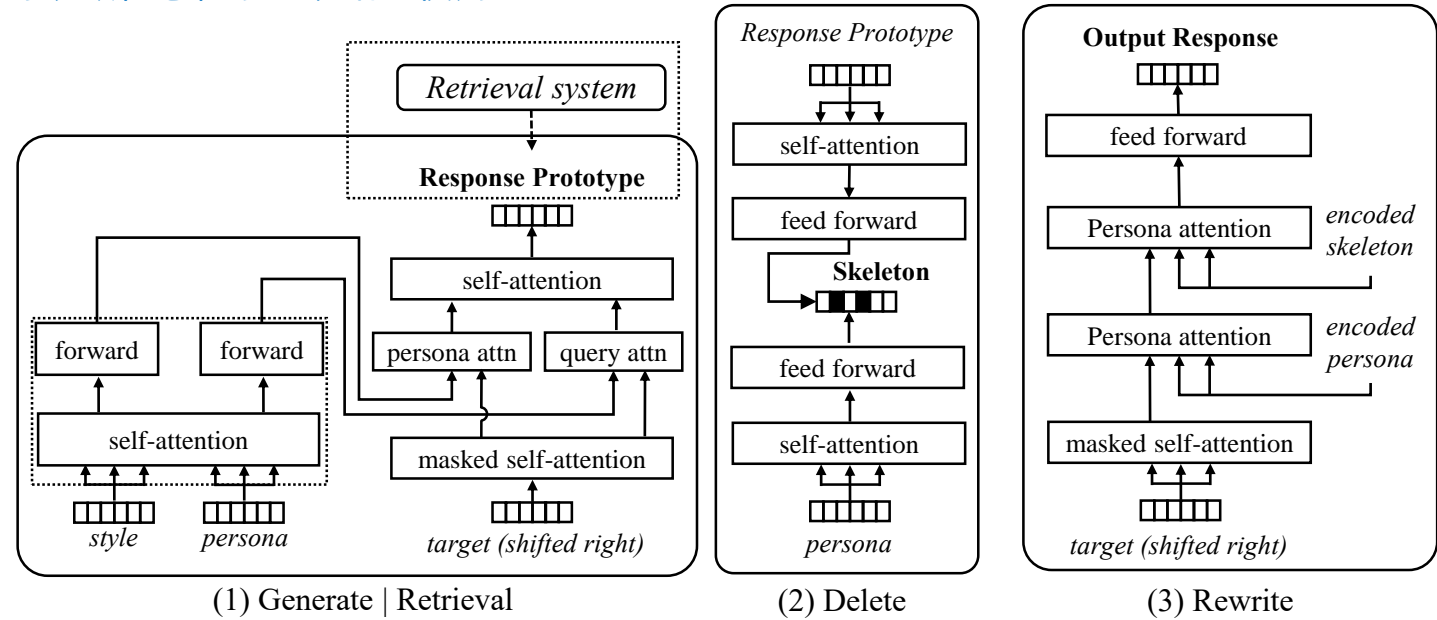 Retrieval system
Response Prototype
self-attention
forward
forward
persona attn
query attn
self-attention
masked self-attention
style
persona
target (shifted right)
(1) Generate | Retrieval
Response Prototype
self-attention
feed forward
Skeleton
feed forward
self-attention
persona
(2) Delete
Output Response
feed forward
Persona attention
encoded
skeleton
Persona attention
encoded
persona
masked self-attention
target (shifted right)
(3) Rewrite